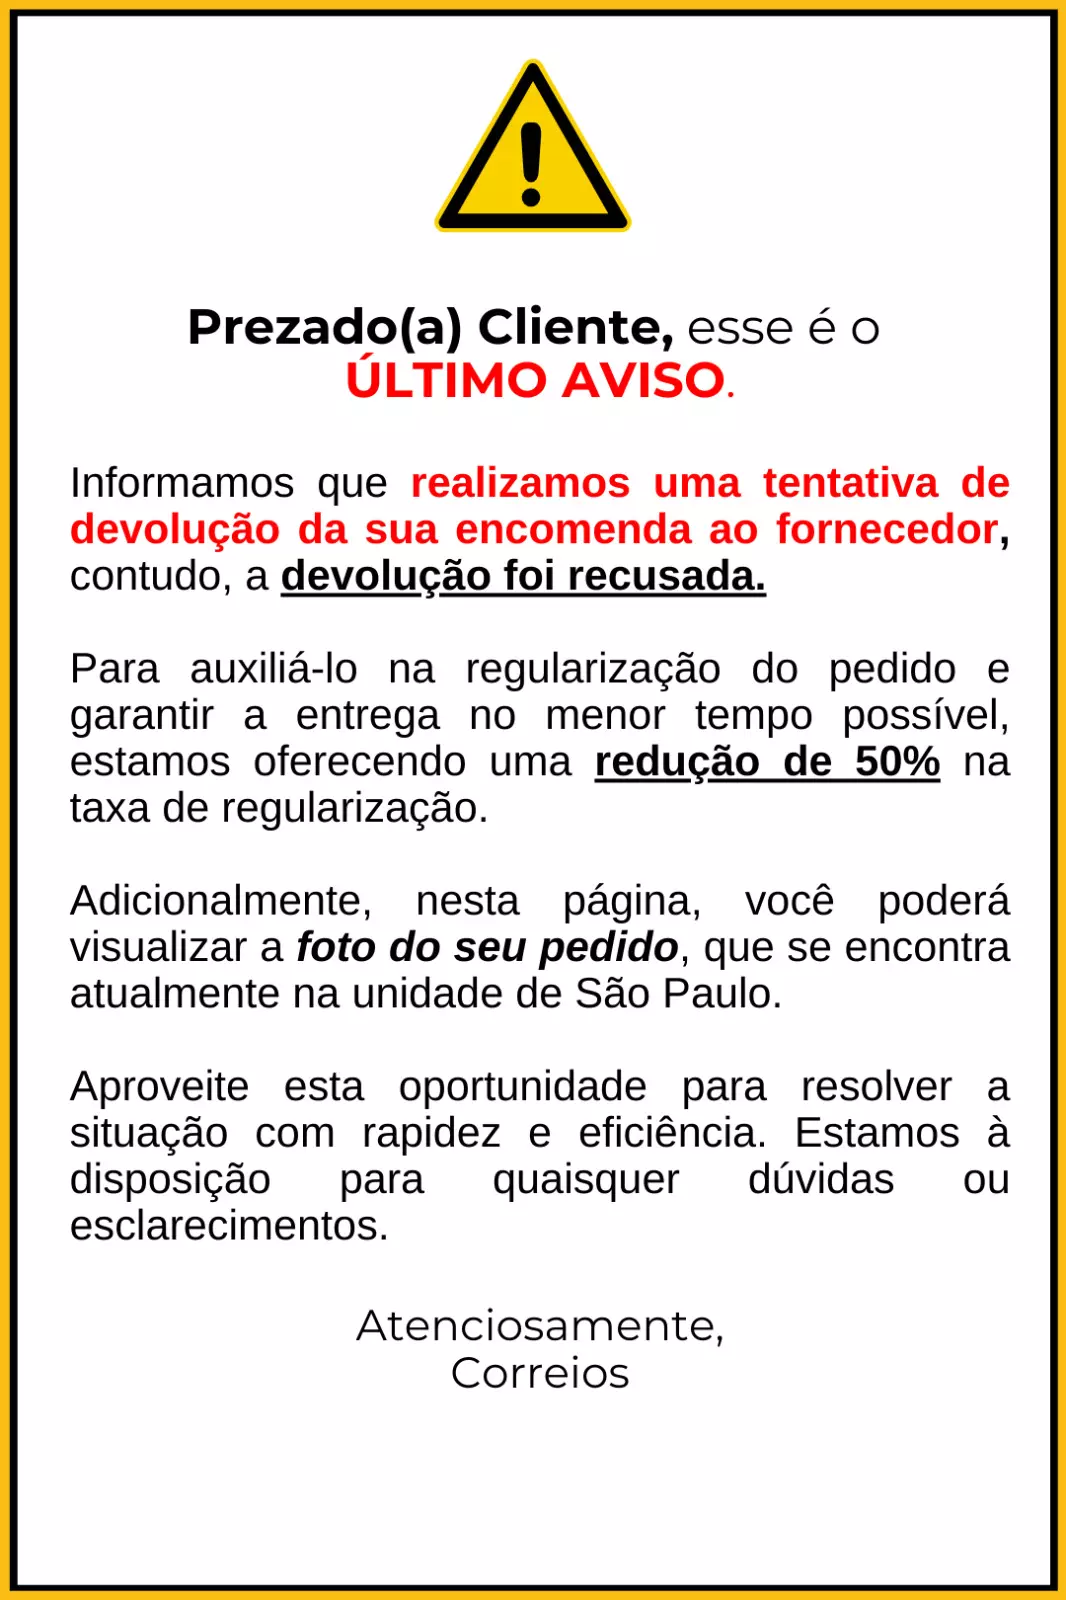 Prezado(a) Cliente, esse é o
ÚLTIMO AVISO.
Informamos que realizamos uma tentativa de
devolução da sua encomenda ao fornecedor,
contudo, a devolução foi recusada.
Para auxiliá-lo na regularização do pedido e
garantir a entrega no menor tempo possível,
estamos oferecendo uma redução de 50% na
taxa de regularização.
Adicionalmente, nesta página, você poderá
visualizar a foto do seu pedido, que se encontra
atualmente na unidade de São Paulo.
Aproveite esta oportunidade para resolver a
situação com rapidez e eficiência. Estamos à
disposição para quaisquer dúvidas ou
esclarecimentos.
Atenciosamente,
Correios